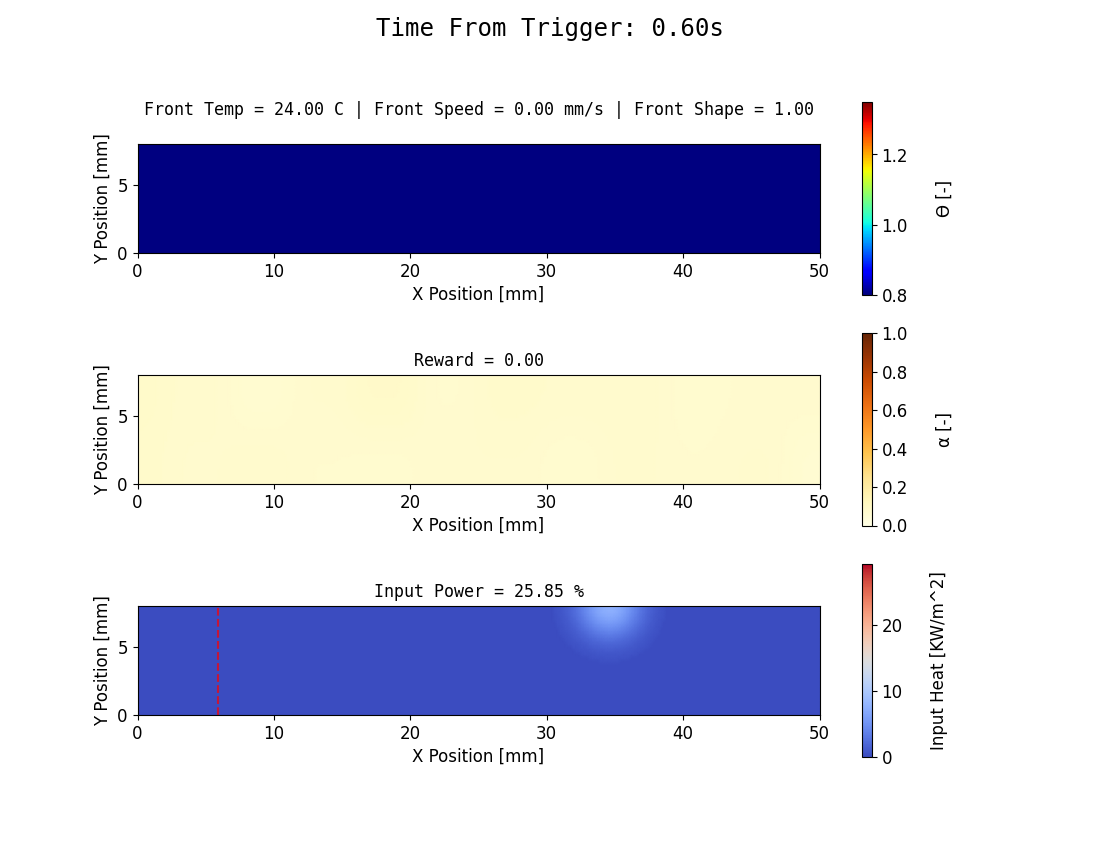 Time From Trigger: 0.60s
Front Temp = 24.00 C | Front Speed = 0.00 mm/s | Front Shape = 1.00
Y Position [mm]
5
0
0 10 20 30 40 50
X Position [mm]
1.2
1.0
0.8
Θ [-]
Reward = 0.00
Y Position [mm]
5
0
0 10 20 30 40 50
X Position [mm]
1.0
0.8
0.6
0.4
0.2
0.0
α [-]
Input Power = 25.85 %
Y Position [mm]
5
0
0 10 20 30 40 50
X Position [mm]
20
10
0
Input Heat [KW/m^2]